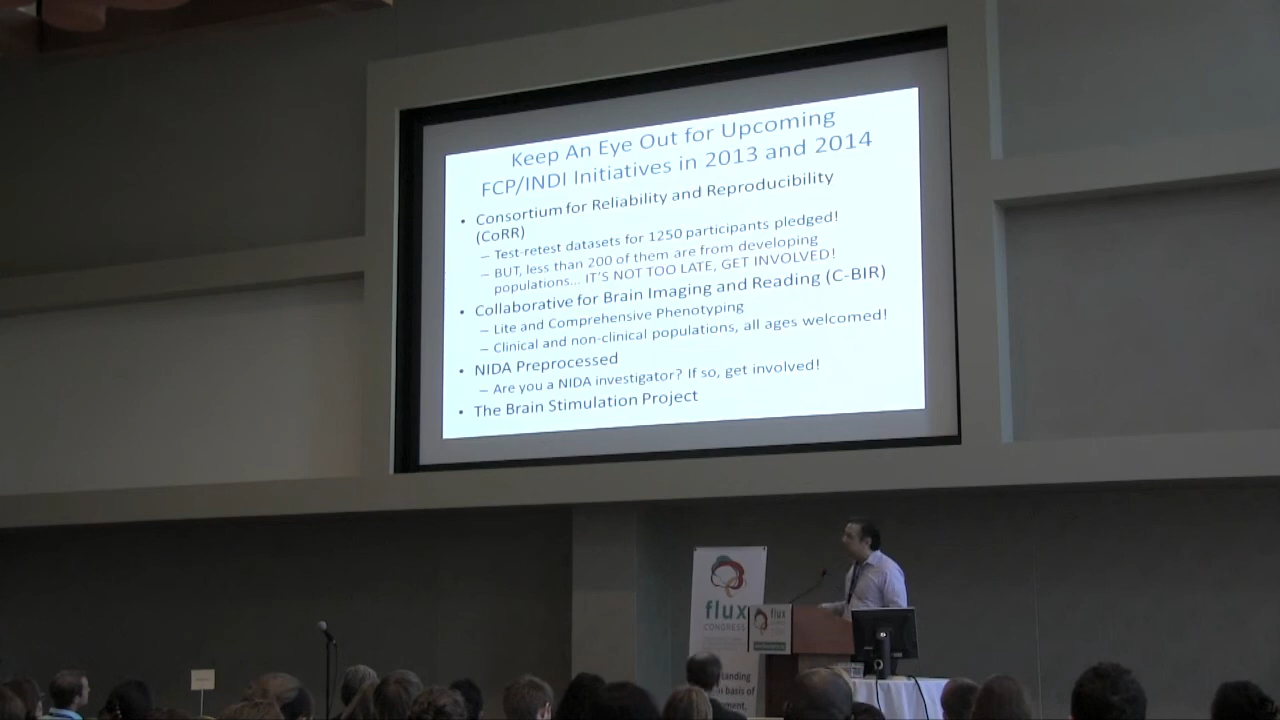 Keep An Eye Out for Upcoming
FCP/INDI Initiatives in 2013 and 2014
• Consortium for Reliability and Reproducibility
(CoRR)
– Test-retest datasets for 1250 participants pledged!
– BUT, less than 200 of them are from developing
populations... IT'S NOT TOO LATE, GET INVOLVED!
• Collaborative for Brain Imaging and Reading (C-BIR)
– Lite and Comprehensive Phenotyping
– Clinical and non-clinical populations, all ages welcomed!
• NIDA Preprocessed
– Are you a NIDA investigator? If so, get involved!
• The Brain Stimulation Project
flux
CONGRESS
flux
basis of